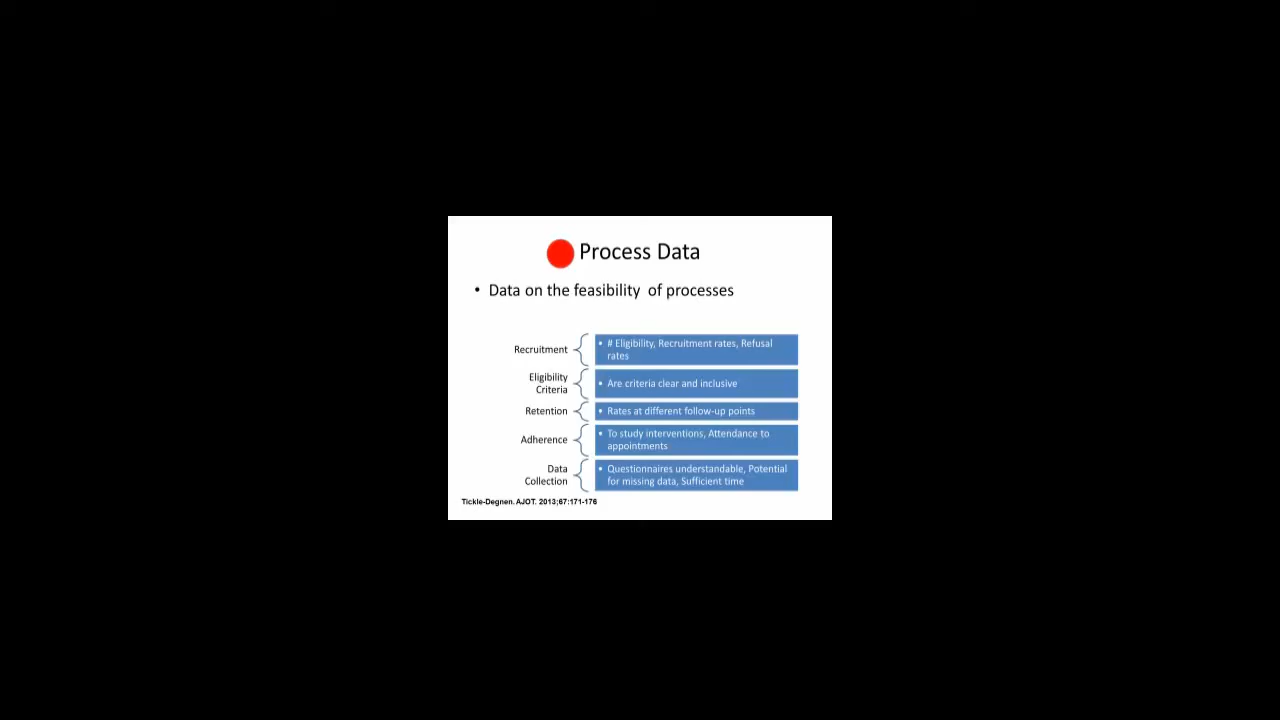 Process Data
• Data on the feasibility of processes
Recruitment
• # Eligibility, Recruitment rates, Refusal
rates
Eligibility
Criteria
• Are criteria clear and inclusive
Retention
• Rates at different follow-up points
Adherence
• To study interventions, Attendance to
appointments
Data
Collection
• Questionnaires understandable, Potential
for missing data, Sufficient time
Tickle-Degnen. AJOT. 2013;67:171-176